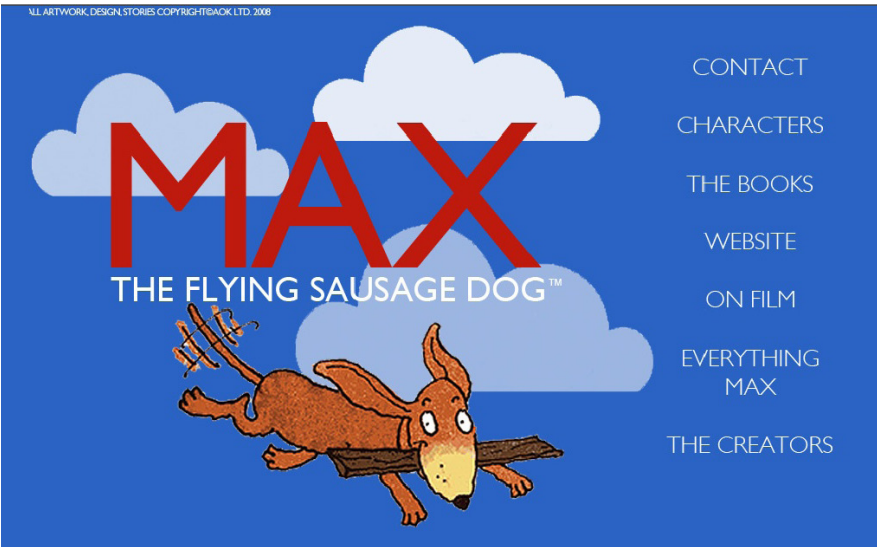 ALL ARTWORK, DESIGN, STORIES COPYRIGHT©AOK LTD. 2008
MAX
THE FLYING SAUSAGE DOG™
CONTACT
CHARACTERS
THE BOOKS
WEBSITE
ON FILM
EVERYTHING
MAX
THE CREATORS